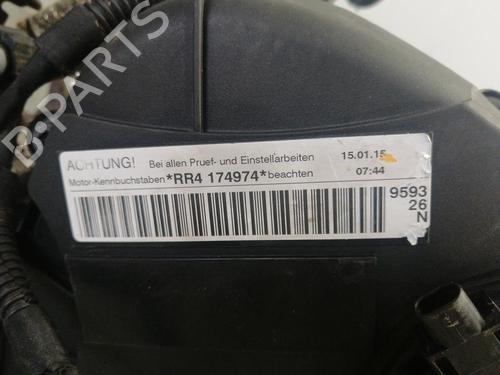 B-PARTS
ACHTUNG! Bei allen Pruef- und Einstellarbeiten 15.01.15
Motor-Kennbuchstaben *RR4 174974* beachten 07:44
9593
26
N